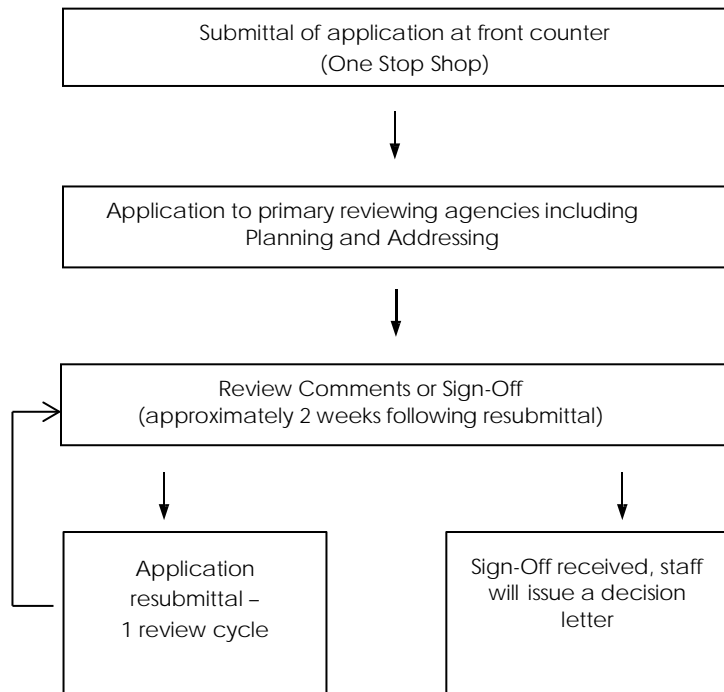 Submittal of application at front counter
(One Stop Shop)
Application to primary reviewing agencies including
Planning and Addressing
Review Comments or Sign-Off
(approximately 2 weeks following resubmittal)
Application
resubmittal –
1 review cycle
Sign-Off received, staff
will issue a decision
letter